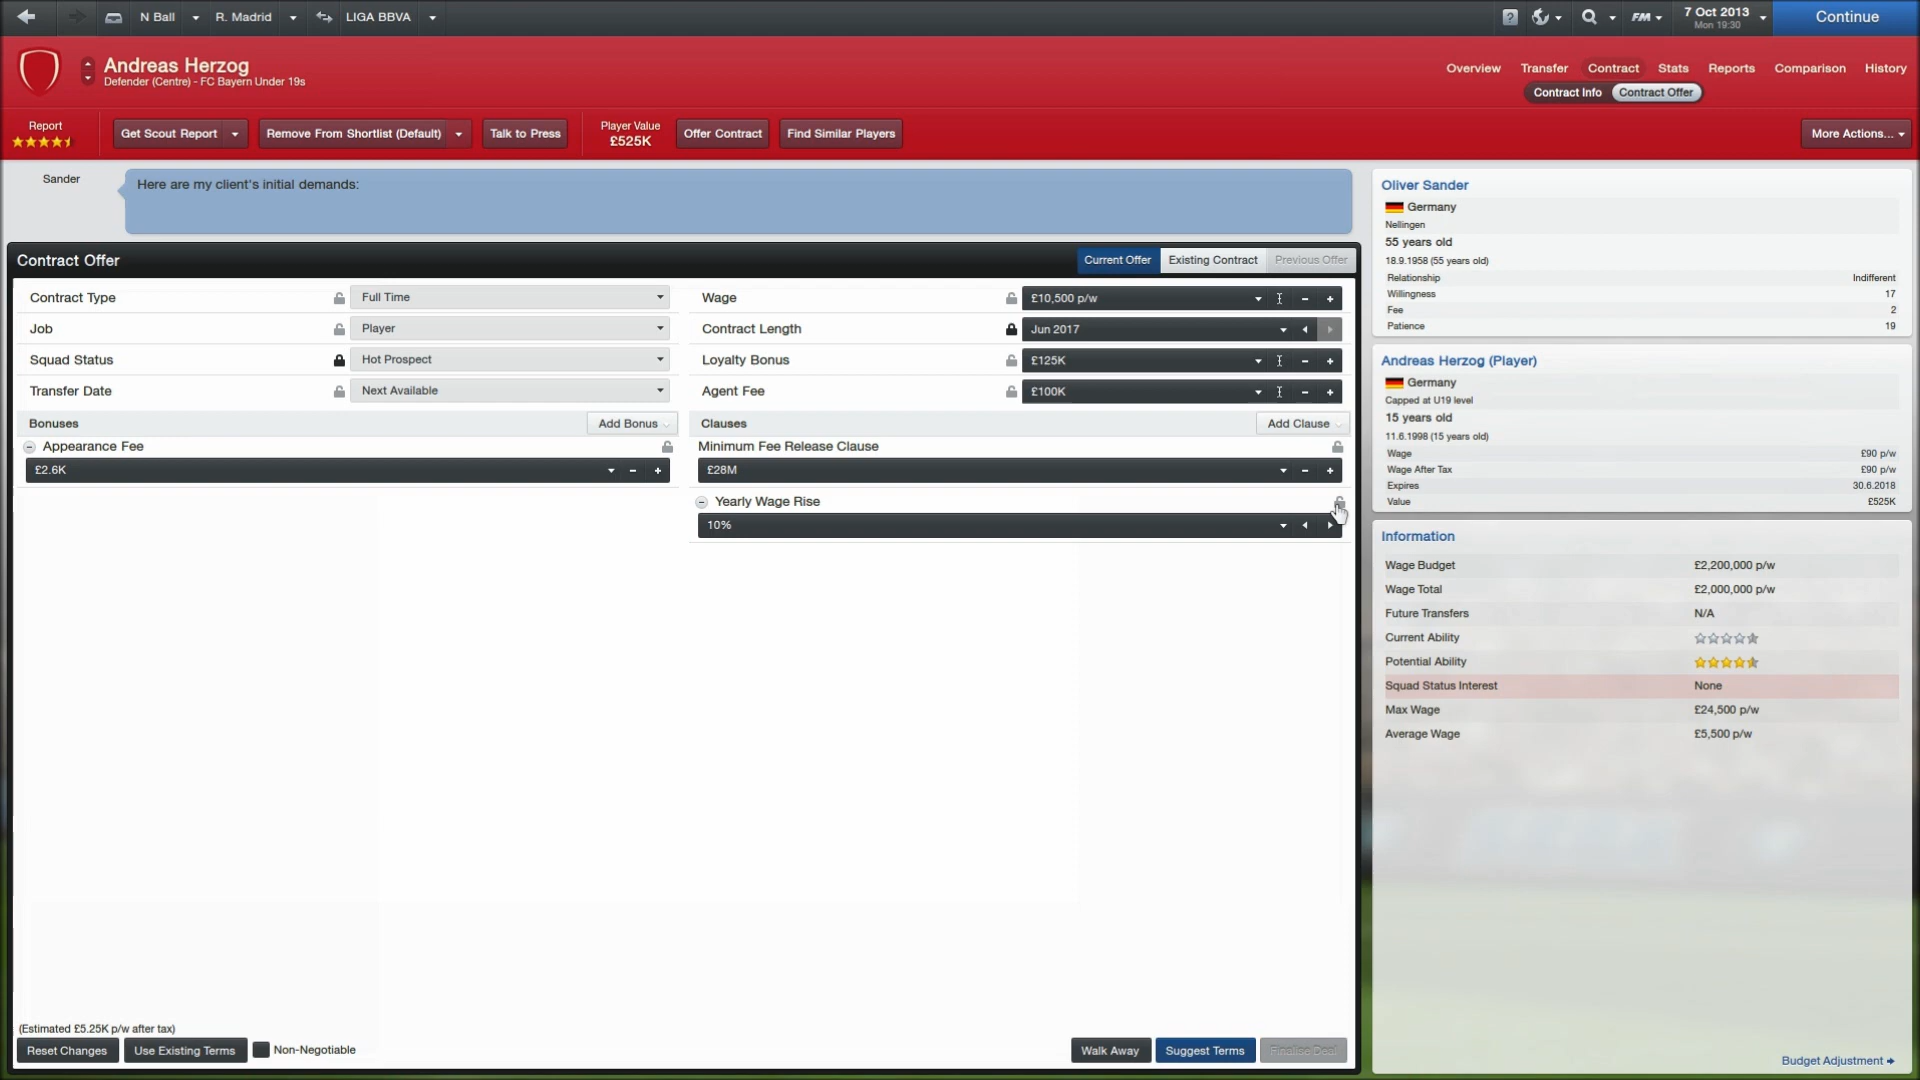 N Ball
R. Madrid
LIGA BBVA
?
FM
7 Oct 2013
Mon 19:30
Continue
Andreas Herzog
Defender (Centre) - FC Bayern Under 19s
Overview
Transfer
Contract
Stats
Reports
Comparison
History
Contract Info
Contract Offer
Report
Get Scout Report
Remove From Shortlist (Default)
Talk to Press
Player Value
£525K
Offer Contract
Find Similar Players
More Actions...
Sander
Here are my client's initial demands:
Contract Offer
Current Offer
Existing Contract
Previous Offer
Contract Type
Full Time
Job
Player
Squad Status
Hot Prospect
Transfer Date
Next Available
Wage
£10,500 p/w
Contract Length
Jun 2017
Loyalty Bonus
£125K
Agent Fee
£100K
Bonuses
Add Bonus
Appearance Fee
£2.6K
Clauses
Add Clause
Minimum Fee Release Clause
£28M
Yearly Wage Rise
10%
(Estimated £5.25K p/w after tax)
Reset Changes
Use Existing Terms
Non-Negotiable
Walk Away
Suggest Terms
Finalise Deal
Oliver Sander
Germany
Nellingen
55 years old
18.9.1958 (55 years old)
Relationship Indifferent
Willingness 17
Fee 2
Patience 19
Andreas Herzog (Player)
Germany
Capped at U19 level
15 years old
11.6.1998 (15 years old)
Wage £90 p/w
Wage After Tax £90 p/w
Expires 30.6.2018
Value £525K
Information
Wage Budget £2,200,000 p/w
Wage Total £2,000,000 p/w
Future Transfers N/A
Current Ability
Potential Ability
Squad Status Interest None
Max Wage £24,500 p/w
Average Wage £5,500 p/w
Budget Adjustment